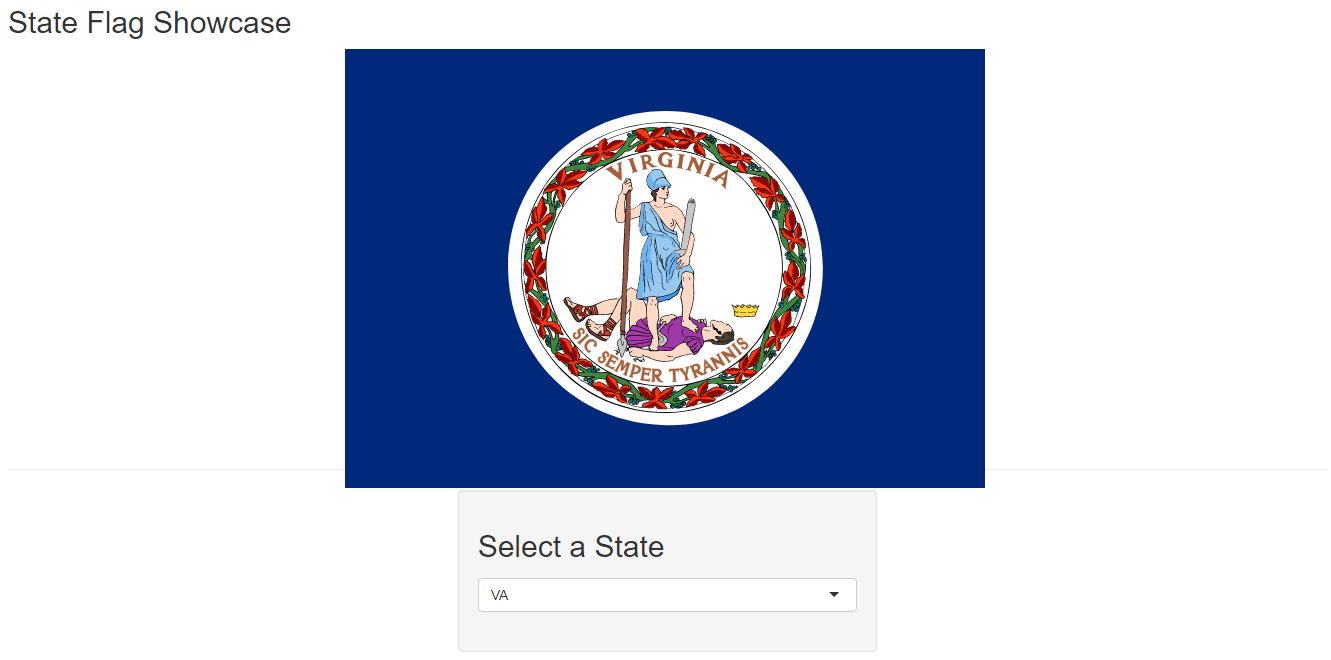 State Flag Showcase
VIRGINIA
SIC SEMPER TYRANNIS
Select a State
VA